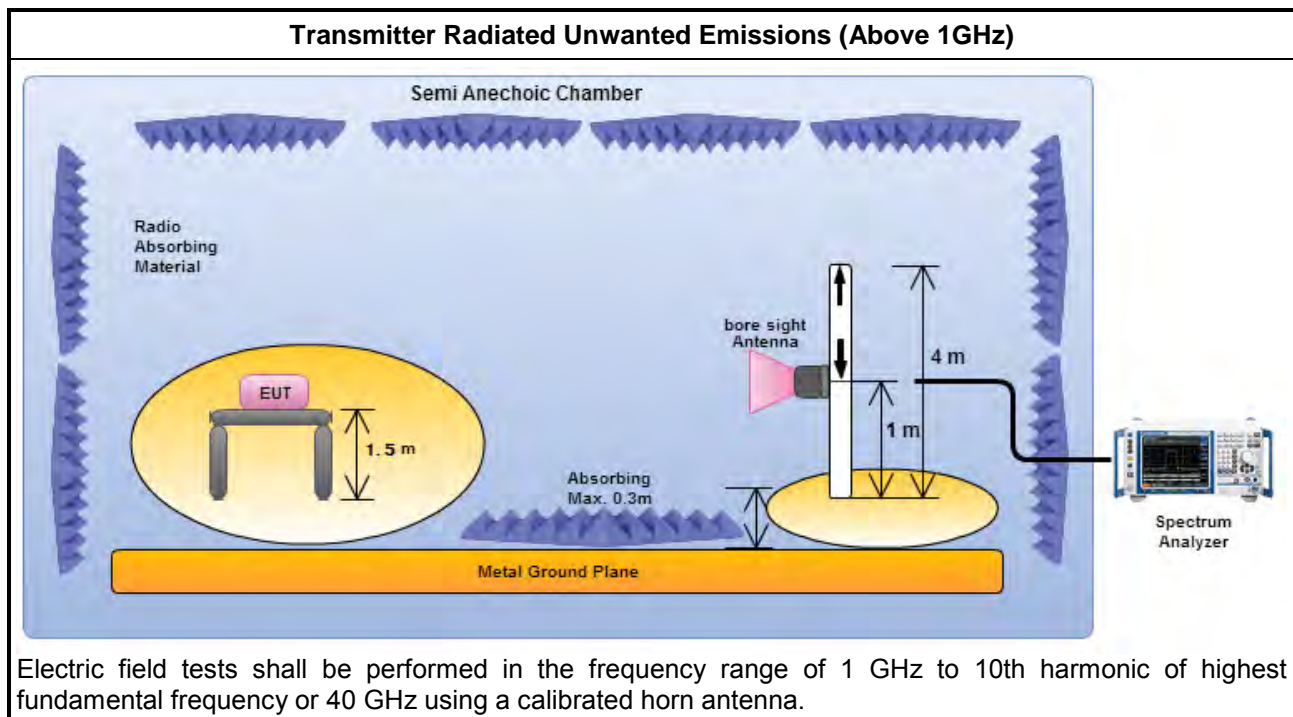 Transmitter Radiated Unwanted Emissions (Above 1GHz)
Semi Anechoic Chamber
Radio
Absorbing
Material
bore sight
Antenna
4 m
EUT
1.5 m
1 m
Absorbing
Max. 0.3m
Spectrum
Analyzer
Metal Ground Plane
Electric field tests shall be performed in the frequency range of 1 GHz to 10th harmonic of highest
fundamental frequency or 40 GHz using a calibrated horn antenna.